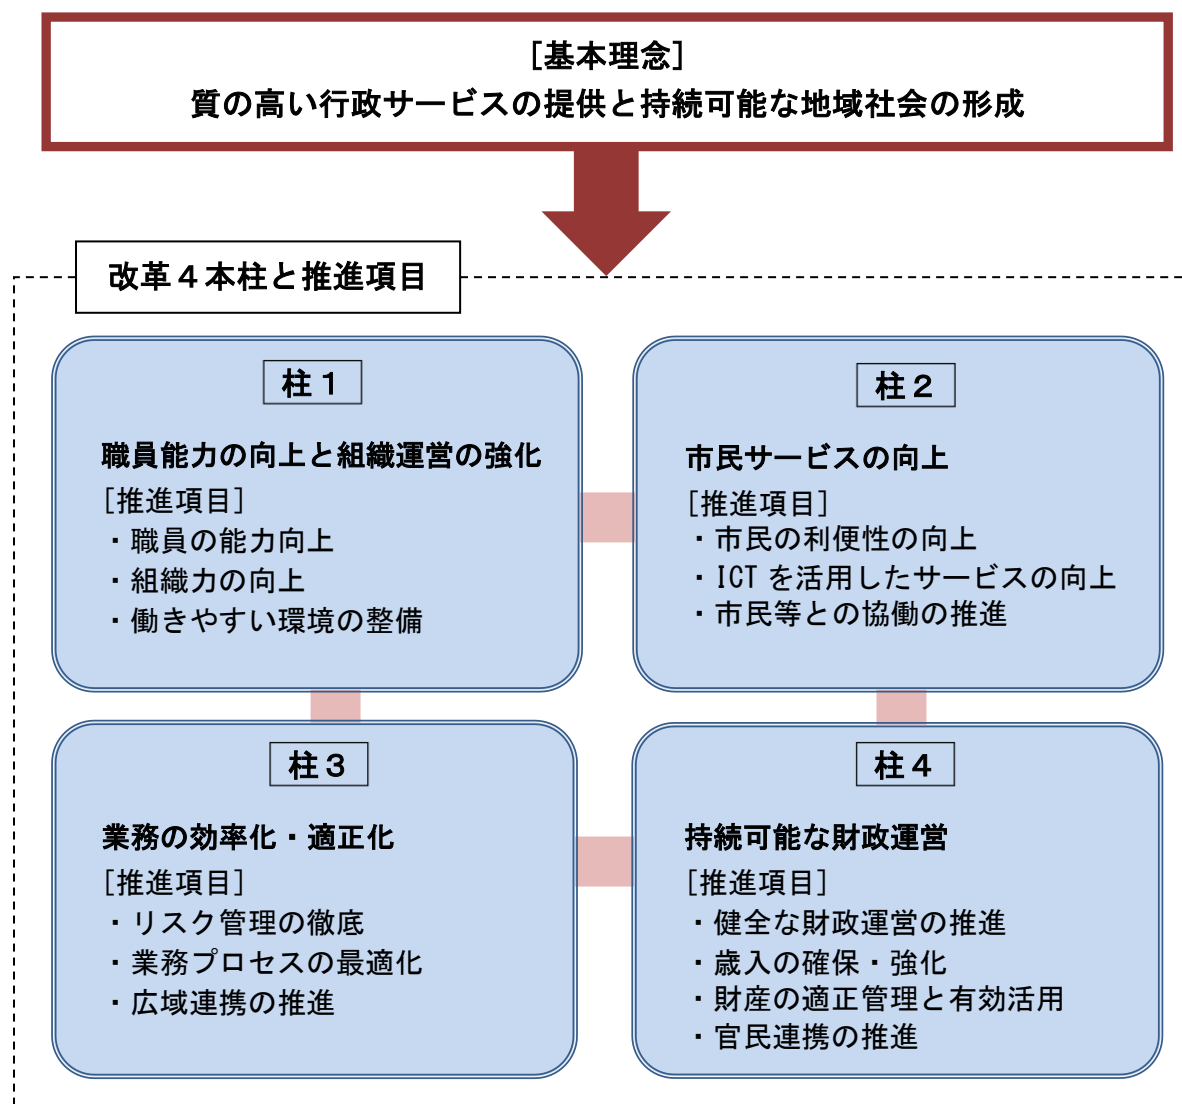 [基本理念]
質の高い行政サービスの提供と持続可能な地域社会の形成
改革４本柱と推進項目
柱１
職員能力の向上と組織運営の強化
[推進項目]
・職員の能力向上
・組織力の向上
・働きやすい環境の整備
柱２
市民サービスの向上
[推進項目]
・市民の利便性の向上
・ICTを活用したサービスの向上
・市民等との協働の推進
柱３
業務の効率化・適正化
[推進項目]
・リスク管理の徹底
・業務プロセスの最適化
・広域連携の推進
柱４
持続可能な財政運営
[推進項目]
・健全な財政運営の推進
・歳入の確保・強化
・財産の適正管理と有効活用
・官民連携の推進